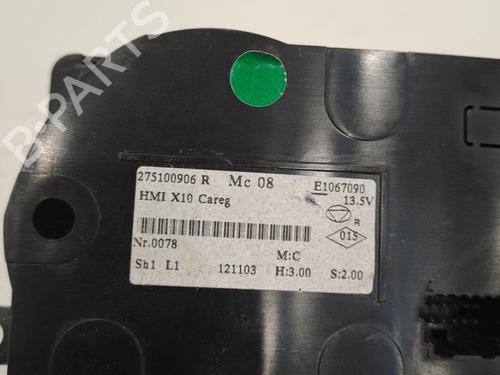 275100906 R Mc 08 E1067090
HMI X10 Careg 13.5V
R
015
Nr.0078
M:C
Sh1 L1 121103 H:3.00 S:2.00
B-PARTS